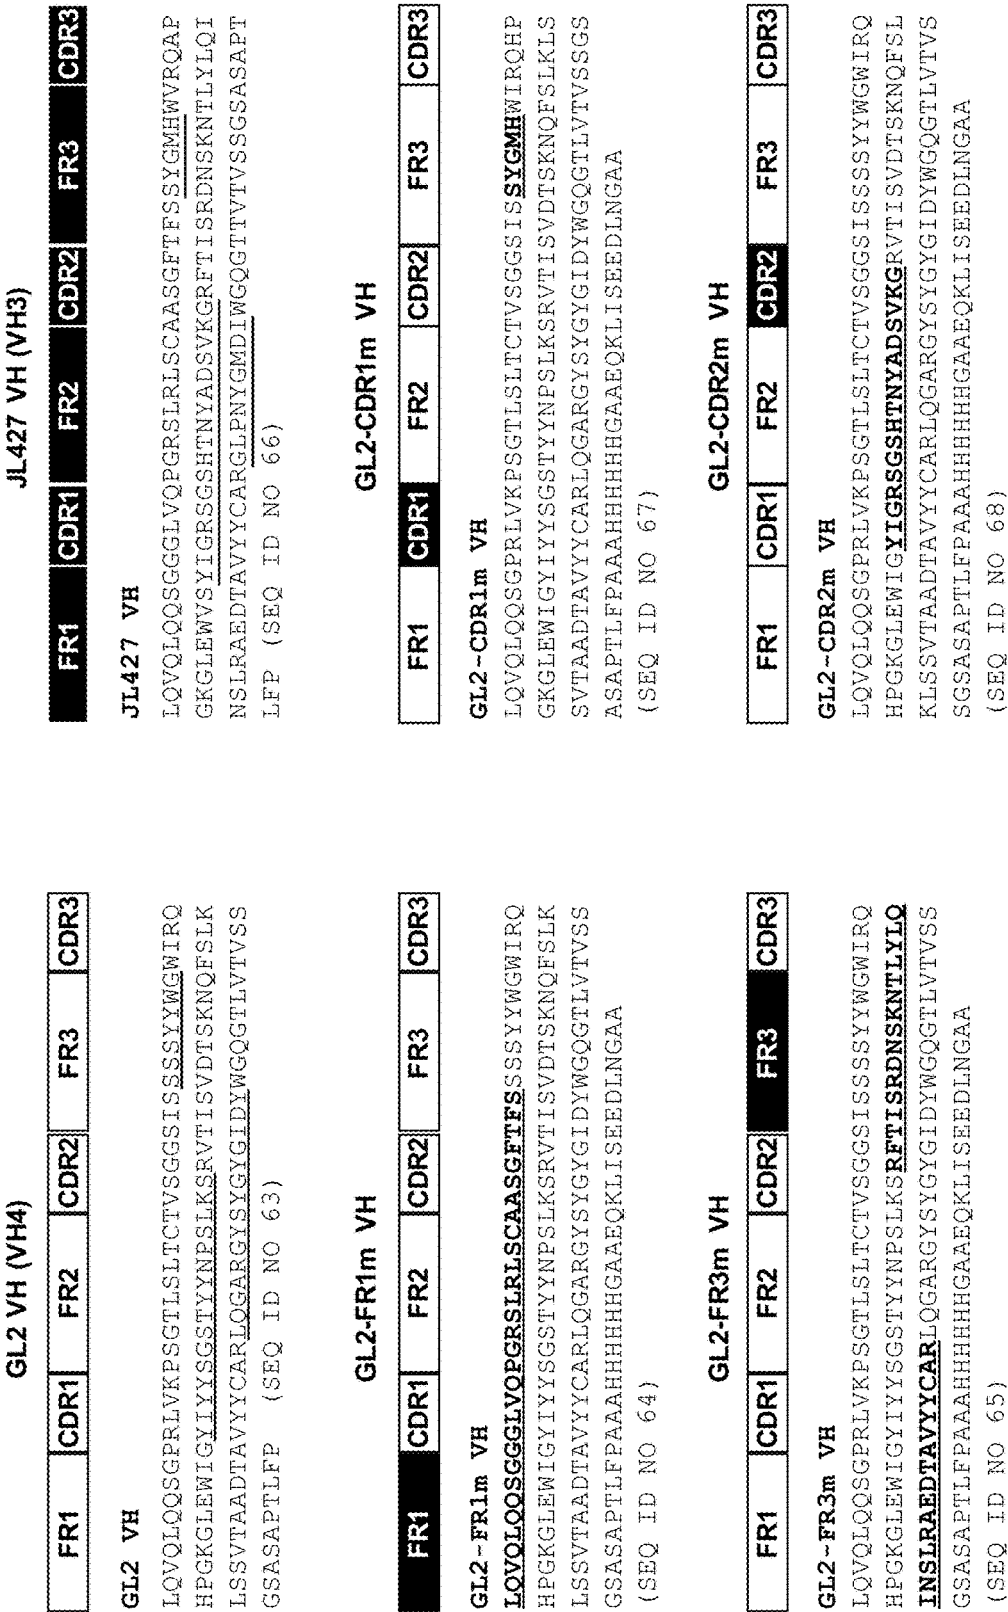 GL2 VH (VH4)
FR1 CDR1 FR2 CDR2 FR3 CDR3
GL2 VH
LQVQLQQSGPRLVKPSGTLSLTCTVSGGSISSSSYYWGWIRQ
HPGKGLEWIGYIYYSGSTYYNPSLKSRVTISVDTSKNQFSLK
LSSVTAADTAVYYCARLQGARGYSYGYGIDYWGQGTLVTVSS
GSASAPTLFP (SEQ ID NO 63)
JL427 VH (VH3)
FR1 CDR1 FR2 CDR2 FR3 CDR3
JL427 VH
LQVQLQQSGGGLVQPGRSLRLSCAASGFTFSSYGMHWVRQAP
GKGLEWVSYIGRSGSHTNYADSVKGRFTISRDNSKNTLYLQI
NSLRAEDTAVYYCARGLPNYGMDIWGQGTTVTVSSGSASAPT
LFP (SEQ ID NO 66)
GL2-FR1m VH
FR1 CDR1 FR2 CDR2 FR3 CDR3
GL2-FR1m VH
LQVQLQQSGGGLVQPGRSLRLSCAASGFTFSSSSYYWGWIRQ
HPGKGLEWIGYIYYSGSTYYNPSLKSRVTISVDTSKNQFSLK
LSSVTAADTAVYYCARLQGARGYSYGYGIDYWGQGTLVTVSS
GSASAPTLFPAAAHHHHHHGAAEQKLISEEDLNGAA
(SEQ ID NO 64)
GL2-CDR1m VH
FR1 CDR1 FR2 CDR2 FR3 CDR3
GL2-CDR1m VH
LQVQLQQSGPRLVKPSGTLSLTCTVSGGSISSYGMHWIRQHP
GKGLEWIGYIYYSGSTYYNPSLKSRVTISVDTSKNQFSLKLS
SVTAADTAVYYCARLQGARGYSYGYGIDYWGQGTLVTVSSGS
ASAPTLFPAAAHHHHHHGAAEQKLISEEDLNGAA
(SEQ ID NO 67)
GL2-FR3m VH
FR1 CDR1 FR2 CDR2 FR3 CDR3
GL2-FR3m VH
LQVQLQQSGPRLVKPSGTLSLTCTVSGGSISSSSYYWGWIRQ
HPGKGLEWIGYIYYSGSTYYNPSLKSRFTISRDNSKNTLYLQ
INSLRAEDTAVYYCARLQGARGYSYGYGIDYWGQGTLVTVSS
GSASAPTLFPAAAHHHHHHGAAEQKLISEEDLNGAA
(SEQ ID NO 65)
GL2-CDR2m VH
FR1 CDR1 FR2 CDR2 FR3 CDR3
GL2-CDR2m VH
LQVQLQQSGPRLVKPSGTLSLTCTVSGGSISSSSYYWGWIRQ
HPGKGLEWIGYIGRSGSHTNYADSVKGRVTISVDTSKNQFSL
KLSSVTAADTAVYYCARLQGARGYSYGYGIDYWGQGTLVTVS
SGSASAPTLFPAAAHHHHHHGAAEQKLISEEDLNGAA
(SEQ ID NO 68)